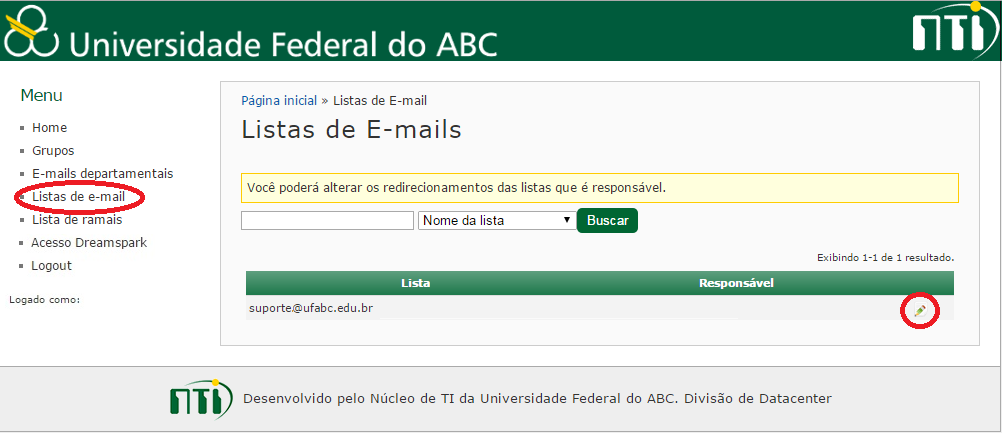 Universidade Federal do ABC
NTI
Menu
Home
Grupos
E-mails departamentais
Listas de e-mail
Lista de ramais
Acesso Dreamspark
Logout
Logado como:
Página inicial » Listas de E-mail
Listas de E-mails
Você poderá alterar os redirecionamentos das listas que é responsável.
Nome da lista Buscar
Exibindo 1-1 de 1 resultado.
Lista Responsável
suporte@ufabc.edu.br
NTI Desenvolvido pelo Núcleo de TI da Universidade Federal do ABC. Divisão de Datacenter